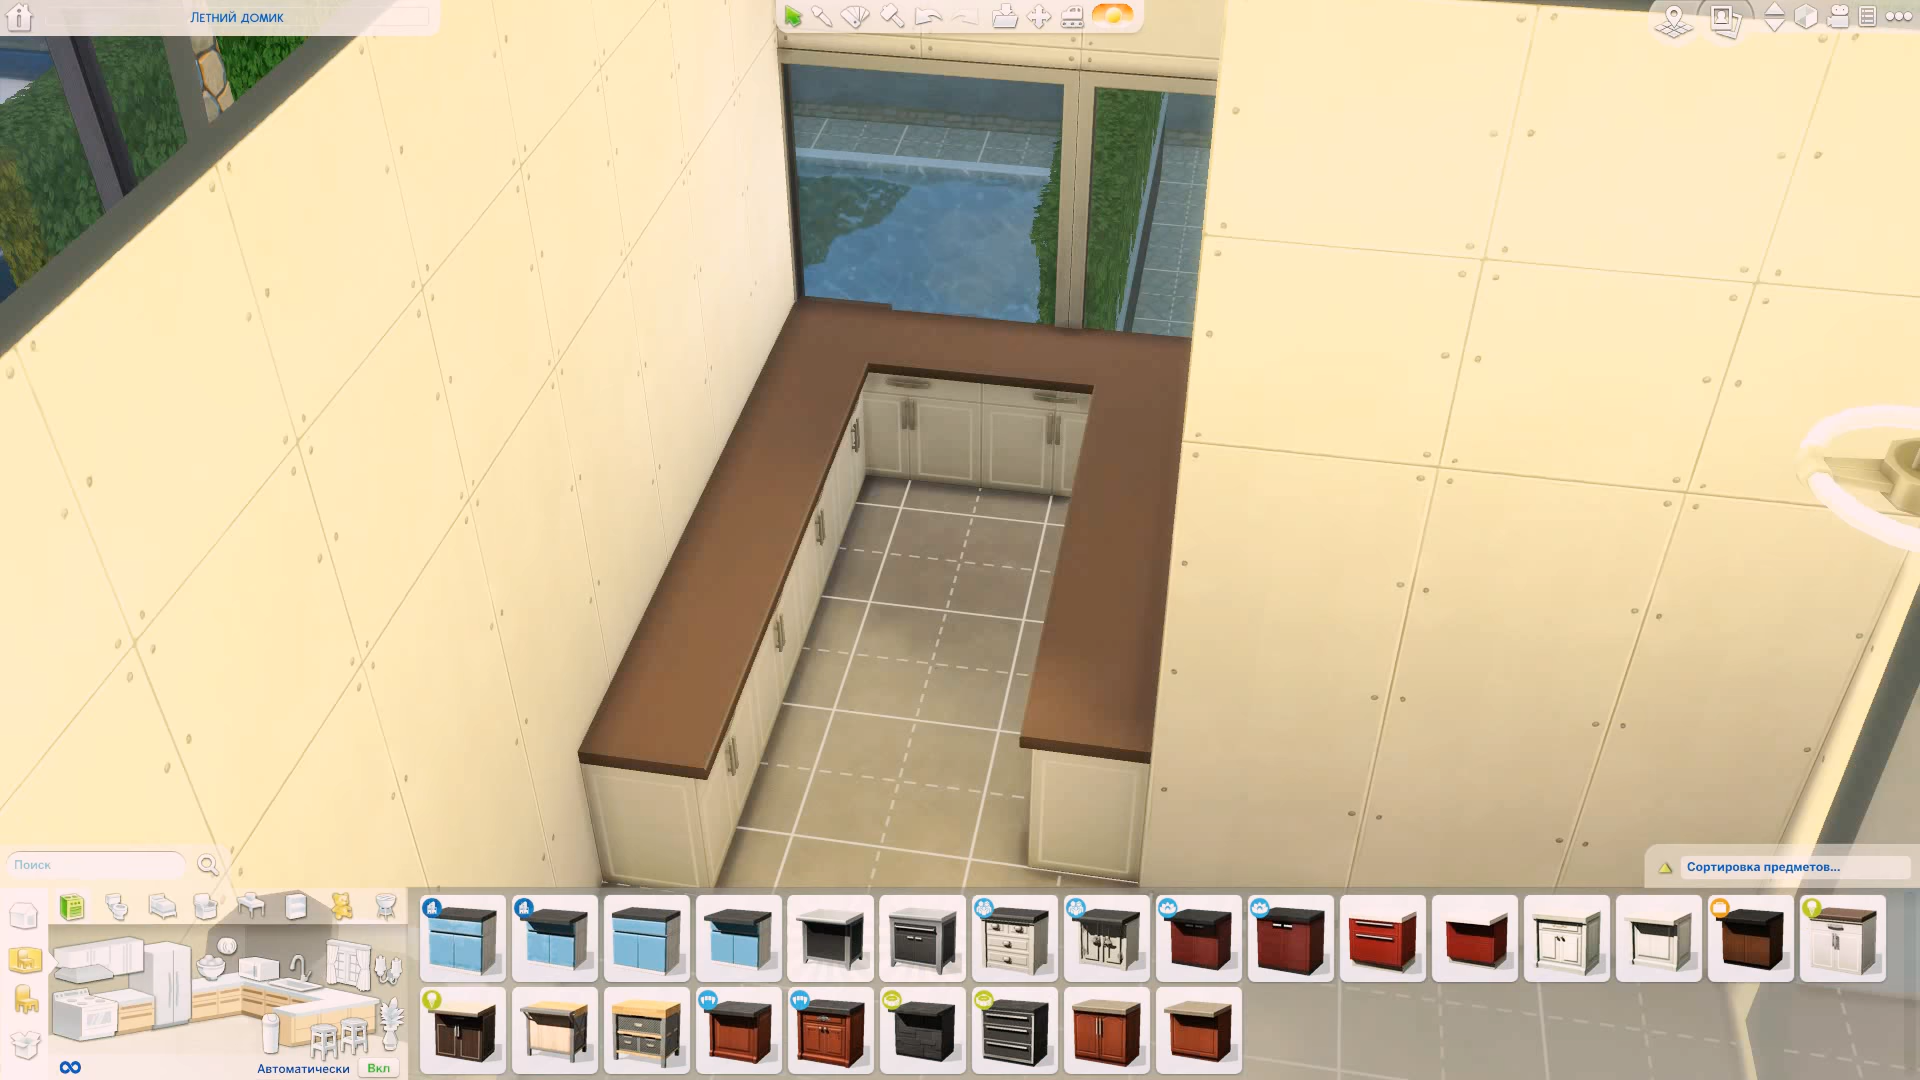 Летний домик
Поиск
Сортировка предметов...
Автоматически
Вкл